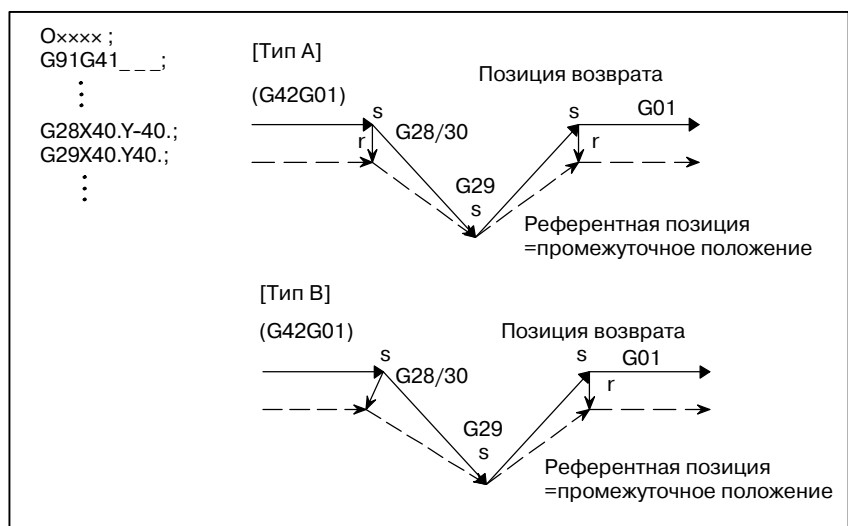 O×××× ;
G91G41_ _ _;
G28X40.Y-40.;
G29X40.Y40.;
[Тип A]
(G42G01)
Позиция возврата
s
G28/30
s
G01
r
r
G29
s
Референтная позиция
=промежуточное положение
[Тип B]
(G42G01)
Позиция возврата
s
G28/30
s
G01
r
G29
s
Референтная позиция
=промежуточное положение